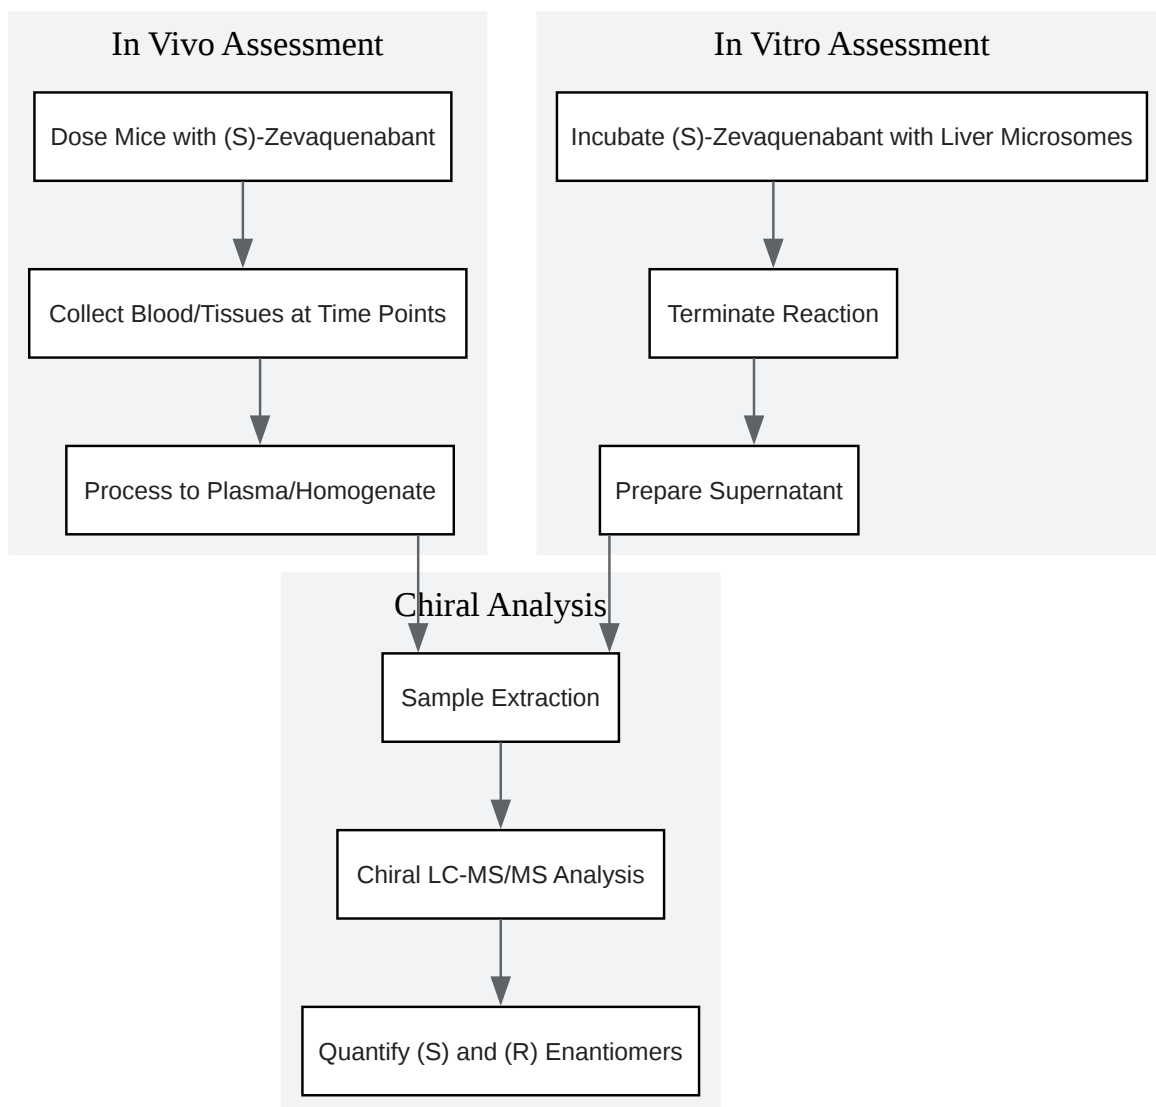 In Vivo Assessment
Dose Mice with (S)-Zevaquenabant
Collect Blood/Tissues at Time Points
Process to Plasma/Homogenate
In Vitro Assessment
Incubate (S)-Zevaquenabant with Liver Microsomes
Terminate Reaction
Prepare Supernatant
Chiral Analysis
Sample Extraction
Chiral LC-MS/MS Analysis
Quantify (S) and (R) Enantiomers